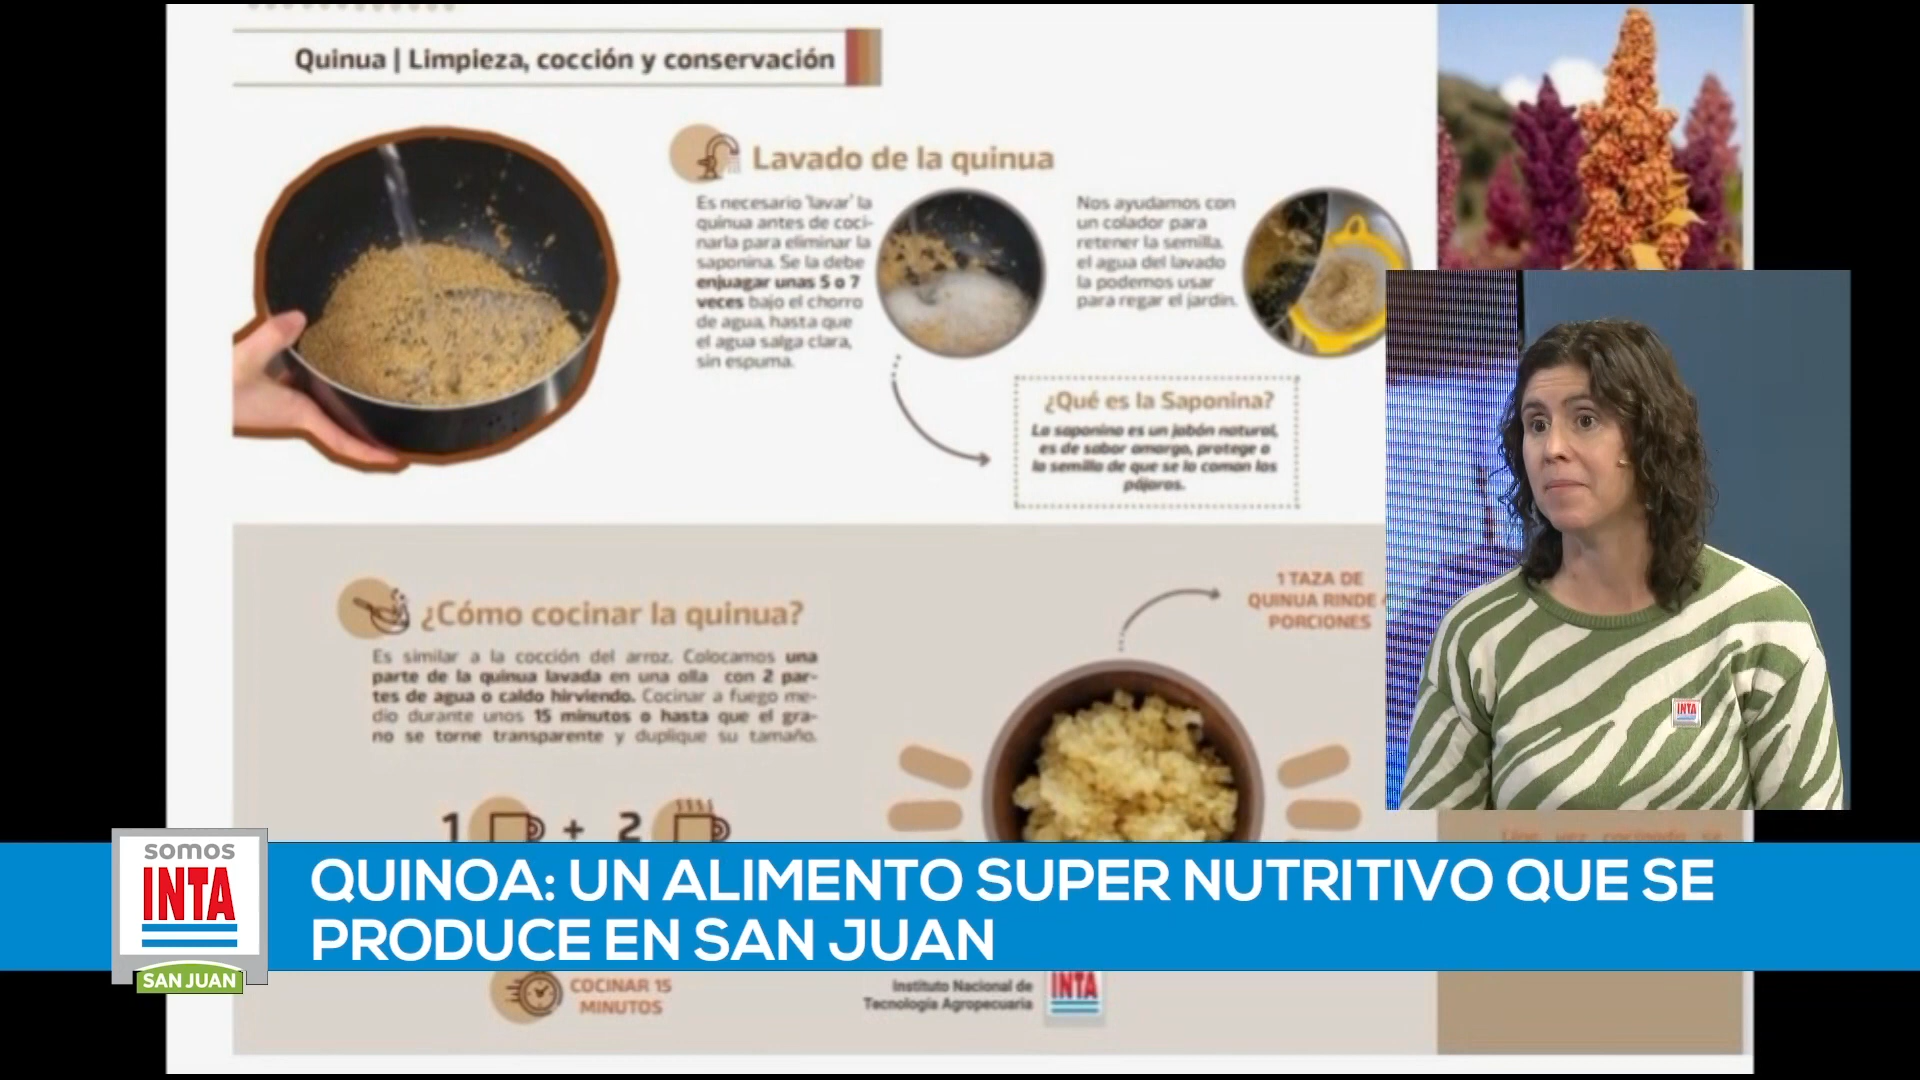 Quinua | Limpieza, cocción y conservación
Lavado de la quinua
Es necesario 'lavar' la
quinua antes de coci-
narla para eliminar la
saponina. Se la debe
enjuagar unas 5 o 7
veces bajo el chorro
de agua, hasta que
el agua salga clara,
sin espuma.
Nos ayudamos con
un colador para
retener la semilla,
el agua del lavado
la podemos usar
para regar el jardín.
¿Qué es la Saponina?
La saponina es un jabón natural,
es de sabor amargo, protege a
la semilla de que se la coman los
pájaros.
¿Cómo cocinar la quinua?
Es similar a la cocción del arroz. Colocamos una
parte de la quinua lavada en una olla con 2 par-
tes de agua o caldo hirviendo. Cocinar a fuego me-
dio durante unos 15 minutos o hasta que el gra-
no se torne transparente y duplique su tamaño.
1 TAZA DE
QUINUA RINDE
PORCIONES
1 + 2
INTA
Una vez cocinada se
somos
INTA
SAN JUAN
QUINOA: UN ALIMENTO SUPER NUTRITIVO QUE SE
PRODUCE EN SAN JUAN
COCINAR 15
MINUTOS
Instituto Nacional de
Tecnología Agropecuaria
INTA